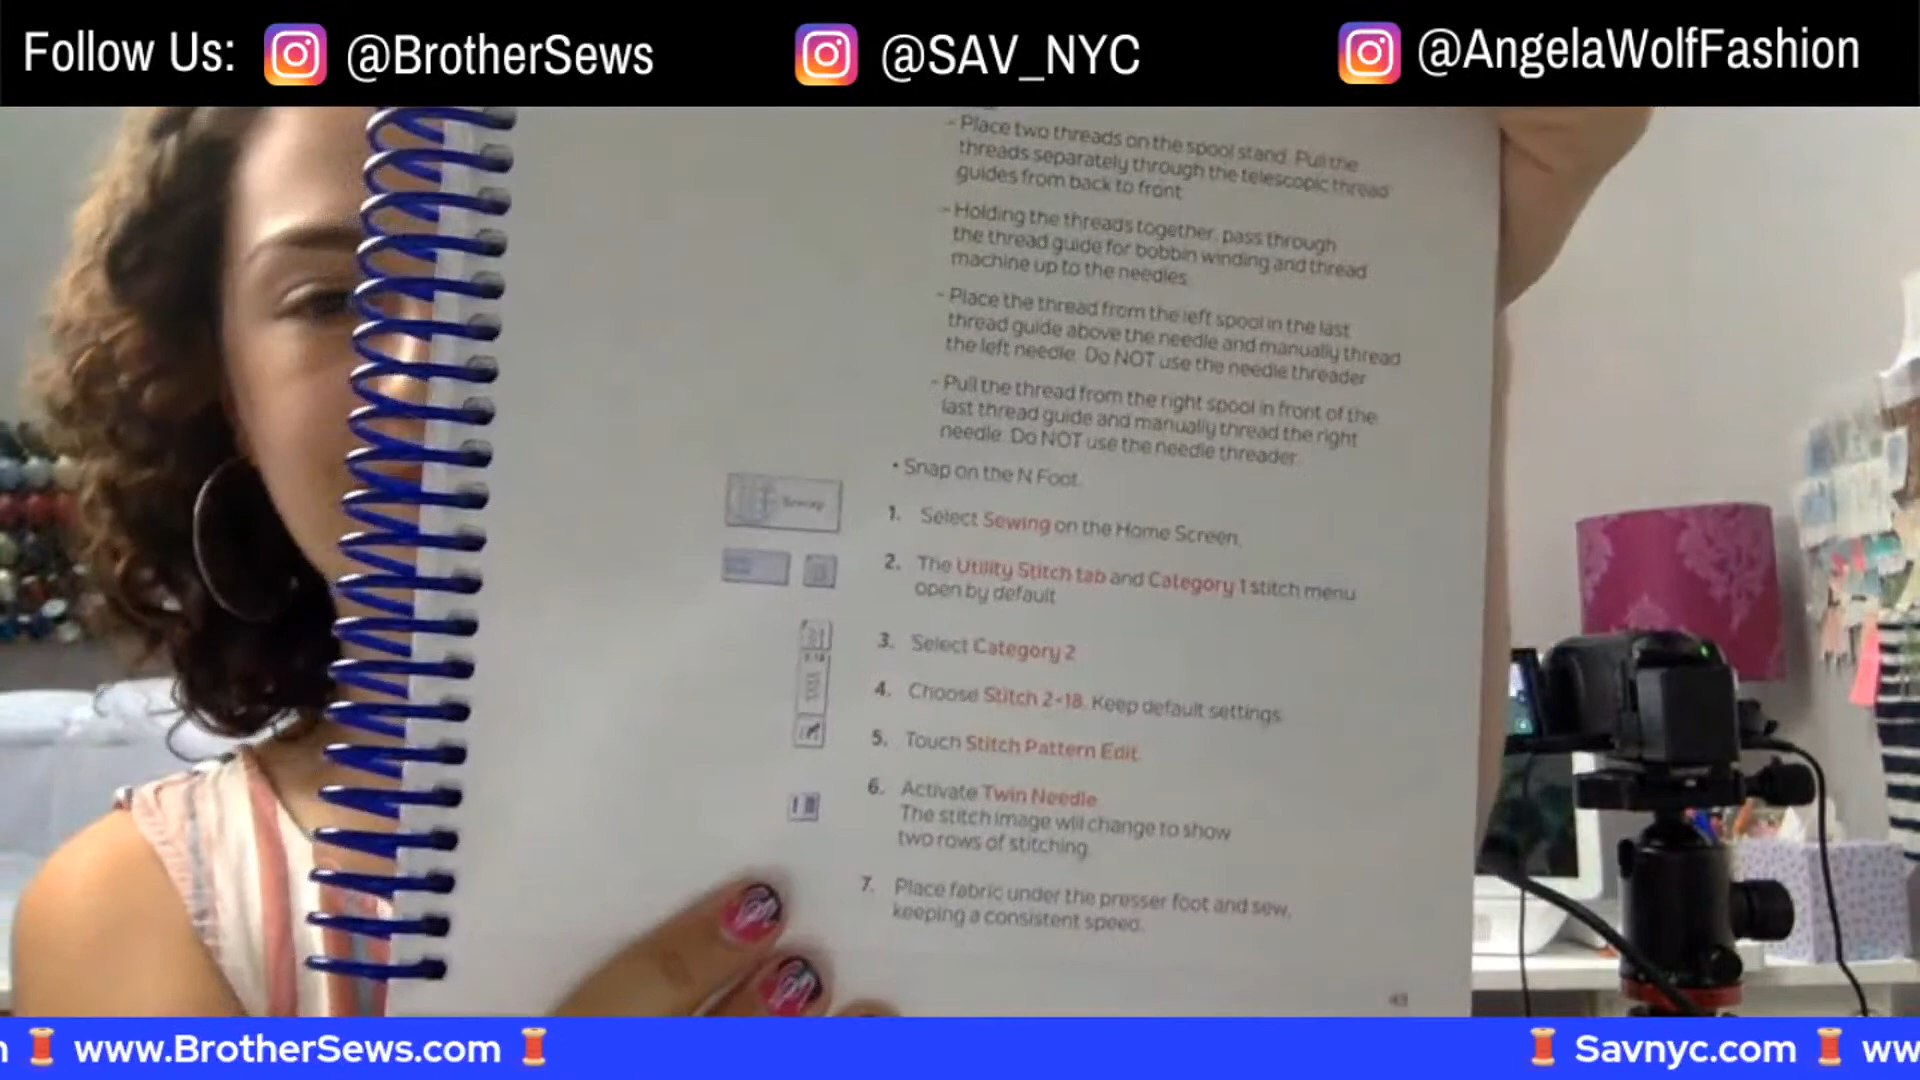 Follow Us: @BrotherSews @SAV_NYC @AngelaWolfFashion
- Place two threads on the spool stand. Pull the
threads separately through the telescopic thread
guides from back to front.
- Holding the threads together, pass through
the thread guide for bobbin winding and thread
machine up to the needles.
- Place the thread from the left spool in the last
thread guide above the needle and manually thread
the left needle. Do NOT use the needle threader
- Pull the thread from the right spool in front of the
last thread guide and manually thread the right
needle. Do NOT use the needle threader.
• Snap on the N Foot.
Sewing
1. Select Sewing on the Home Screen.
2. The Utility Stitch tab and Category 1 stitch menu
open by default
3. Select Category 2
2-18
4. Choose Stitch 2-18. Keep default settings.
5. Touch Stitch Pattern Edit.
6. Activate Twin Needle
The stitch image will change to show
two rows of stitching.
7. Place fabric under the presser foot and sew,
keeping a consistent speed.
43
www.BrotherSews.com Savnyc.com ww